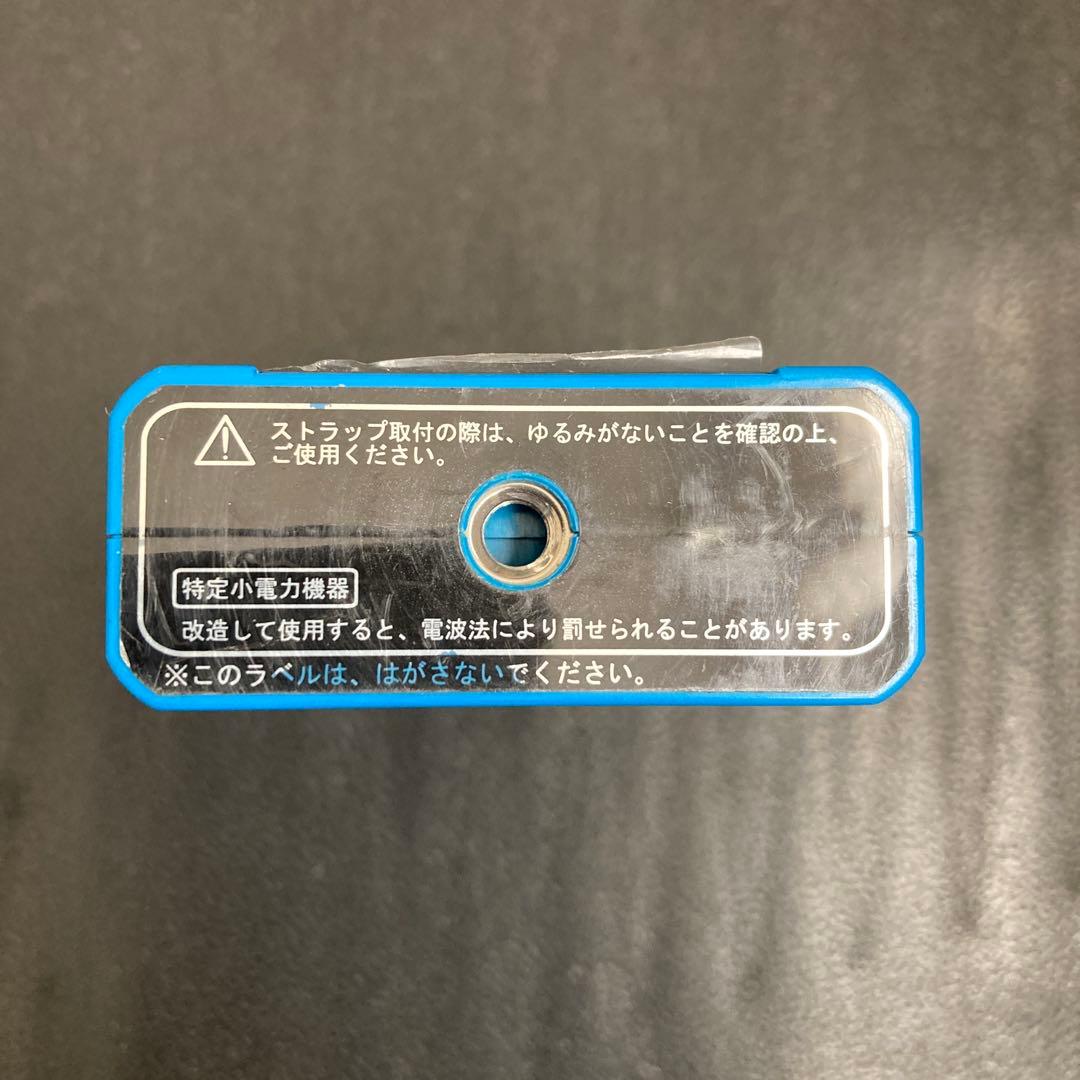 ストラップ取付の際は、ゆるみがないことを確認の上、
ご使用ください。
特定小電力機器
改造して使用すると、電波法により罰せられることがあります。
※このラベルは、はがさないでください。